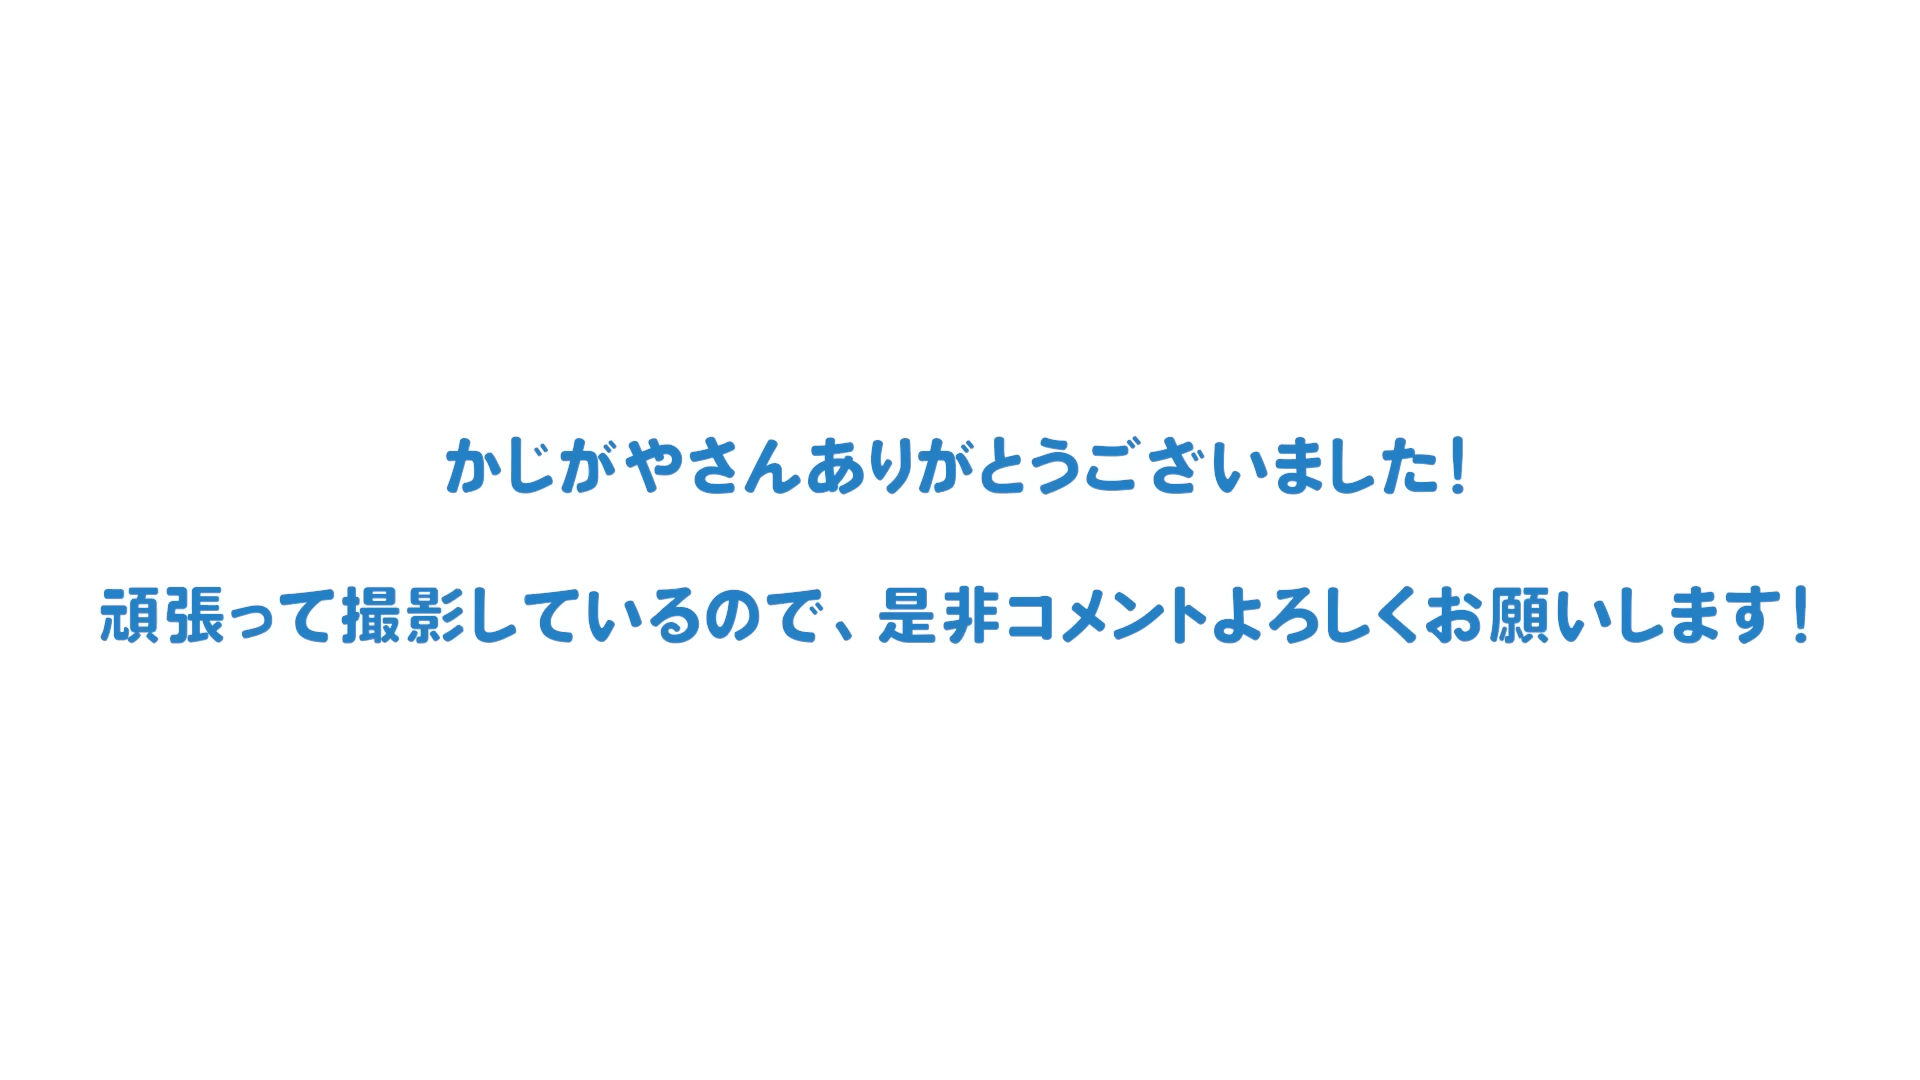 かじがやさんありがとうございました！
頑張って撮影しているので、是非コメントよろしくお願いします！